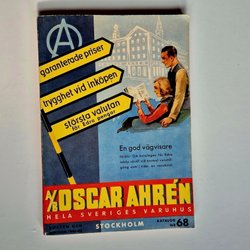 garanterade priser
trygghet vid inköpen
största valutan
för Edra pengar
En god vägvisare
A/B OSCAR AHRÉN
HELA SVERIGES VARUHUS
STOCKHOLM
KATALOG
NR 68